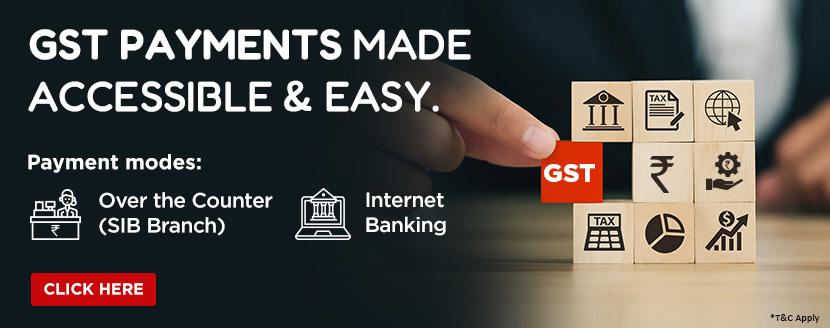 GST PAYMENTS MADE
ACCESSIBLE & EASY.
Payment modes:
Over the Counter
(SIB Branch)
Internet
Banking
CLICK HERE
TAX
GST
₹
TAX
*T&C Apply